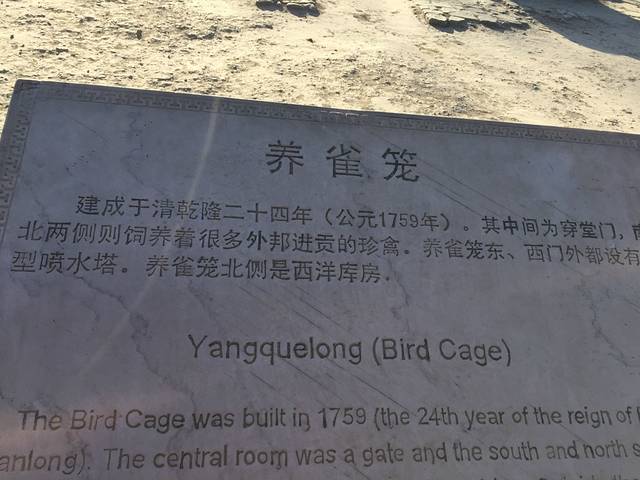 养雀笼
建成于清乾隆二十四年（公元1759年）。其中间为穿堂门，
北两侧则饲养着很多外邦进贡的珍禽。养雀笼东、西门外都设有
型喷水塔。养雀笼北侧是西洋库房.
Yangquelong (Bird Cage)
The Bird Cage was built in 1759 (the 24th year of the reign of
anlong). The central room was a gate and the south and north